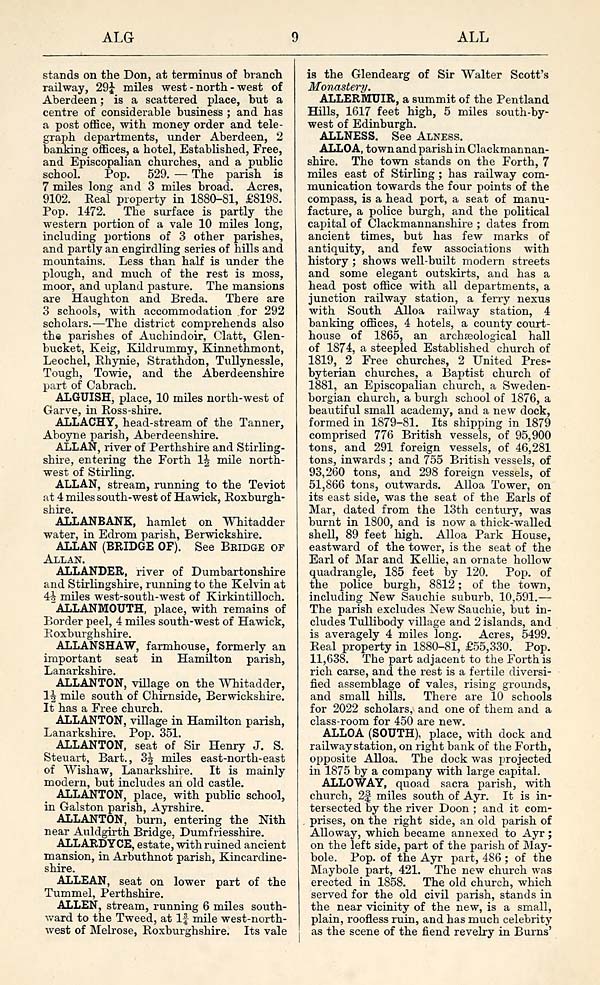 ALG 9 ALL
stands on the Don, at terminus of branch
railway, 29¼ miles west-north-west of
Aberdeen; is a scattered place, but a
centre of considerable business; and has
a post office, with money order and tele-
graph departments, under Aberdeen, 2
banking offices, a hotel, Established, Free,
and Episcopalian churches, and a public
school. Pop. 529. — The parish is
7 miles long and 3 miles broad. Acres,
9102. Real property in 1880-81, £8198.
Pop. 1472. The surface is partly the
western portion of a vale 10 miles long,
including portions of 3 other parishes,
and partly an engirdling series of hills and
mountains. Less than half is under the
plough, and much of the rest is moss,
moor, and upland pasture. The mansions
are Haughton and Breda. There are
3 schools, with accommodation for 292
scholars.—The district comprehends also
the parishes of Auchindoir, Clatt, Glen-
bucket, Keig, Kildrummy, Kinnethmont,
Leochel, Rhynie, Strathdon, Tullynessle,
Tough, Towie, and the Aberdeenshire
part of Cabrach.
ALGUISH, place, 10 miles north-west of
Garve, in Ross-shire.
ALLACHY, head-stream of the Tanner,
Aboyne parish, Aberdeenshire.
ALLAN, river of Perthshire and Stirling-
shire, entering the Forth 1½ mile north-
west of Stirling.
ALLAN, stream, running to the Teviot
at 4 miles south-west of Hawick, Roxburgh-
shire.
ALLANBANK, hamlet on Whitadder
water, in Edrom parish, Berwickshire.
ALLAN (BRIDGE OF). See BRIDGE OF
ALLAN.
ALLANDER, river of Dumbartonshire
and Stirlingshire, running to the Kelvin at
4½ miles west-south-west of Kirkintilloch.
ALLANMOUTH, place, with remains of
Border peel, 4 miles south-west of Hawick,
Roxburghshire.
ALLANSHAW, farmhouse, formerly an
important seat in Hamilton parish,
Lanarkshire.
ALLANTON, village on the Whitadder,
1½ mile south of Chirnside, Berwickshire.
It has a Free church.
ALLANTON, village in Hamilton parish,
Lanarkshire. Pop. 351.
ALLANTON, seat of Sir Henry J. S.
Steuart, Bart., 3½ miles east-north-east
of Wishaw, Lanarkshire. It is mainly
modern, but includes an old castle.
ALLANTON, place, with public school,
in Galston parish, Ayrshire.
ALLANTON, burn, entering the Nith
near Auldgirth Bridge, Dumfriesshire.
ALLARDYCE, estate, with ruined ancient
mansion, in Arbuthnot parish, Kincardine-
shire.
ALLEAN, seat on lower part of the
Tummel, Perthshire.
ALLEN, stream, running 6 miles south-
ward to the Tweed, at 1¾ mile west-north-
west of Melrose, Roxburghshire. Its vale
is the Glendearg of Sir Walter Scott's
Monastery.
ALLERMUIR, a summit of the Pentland
Hills, 1617 feet high, 5 miles south-by-
west of Edinburgh.
ALLNESS. See ALNESS.
ALLOA, town and parish in Clackmannan-
shire. The town stands on the Forth, 7
miles east of Stirling; has railway com-
munication towards the four points of the
compass, is a head port, a seat of manu-
facture, a police burgh, and the political
capital of Clackmannanshire; dates from
ancient times, but has few marks of
antiquity, and few associations with
history; shows well-built modern streets
and some elegant outskirts, and has a
head post office with all departments, a
junction railway station, a ferry nexus
with South Alloa railway station, 4
banking offices, 4 hotels, a county court-
house of 1865, an archæological hall
of 1874, a steepled Established church of
1819, 2 Free churches, 2 United Pres-
byterian churches, a Baptist church of
1881, an Episcopalian church, a Sweden-
borgian church, a burgh school of 1876, a
beautiful small academy, and a new dock,
formed in 1879-81. Its shipping in 1879
comprised 776 British vessels, of 95,900
tons, and 291 foreign vessels, of 46,281
tons, inwards; and 755 British vessels, of
93,260 tons, and 298 foreign vessels, of
51,866 tons, outwards. Alloa Tower, on
its east side, was the seat of the Earls of
Mar, dated from the 13th century, was
burnt in 1800, and is now a thick-walled
shell, 89 feet high. Alloa Park House,
eastward of the tower, is the seat of the
Earl of Mar and Kellie, an ornate hollow
quadrangle, 185 feet by 120. Pop. of
the police burgh, 8812; of the town,
including New Sauchie suburb, 10,591.—
The parish excludes New Sauchie, but in-
cludes Tullibody village and 2 islands, and
is averagely 4 miles long. Acres, 5499.
Real property in 1880-81, £55,330. Pop.
11,638. The part adjacent to the Forth is
rich carse, and the rest is a fertile diversi-
fied assemblage of vales, rising grounds,
and small hills. There are 10 schools
for 2022 scholars, and one of them and a
class-room for 450 are new.
ALLOA (SOUTH), place, with dock and
railway station, on right bank of the Forth,
opposite Alloa. The dock was projected
in 1875 by a company with large capital.
ALLOWAY, quoad sacra parish, with
church, 2¾ miles south of Ayr. It is in-
tersected by the river Doon; and it com-
prises, on the right side, an old parish of
Alloway, which became annexed to Ayr;
on the left side, part of the parish of May-
bole. Pop. of the Ayr part, 486; of the
Maybole part, 421. The new church was
erected in 1858. The old church, which
served for the old civil parish, stands in
the near vicinity of the new, is a small,
plain, roofless ruin, and has much celebrity
as the scene of the fiend revelry in Burns'